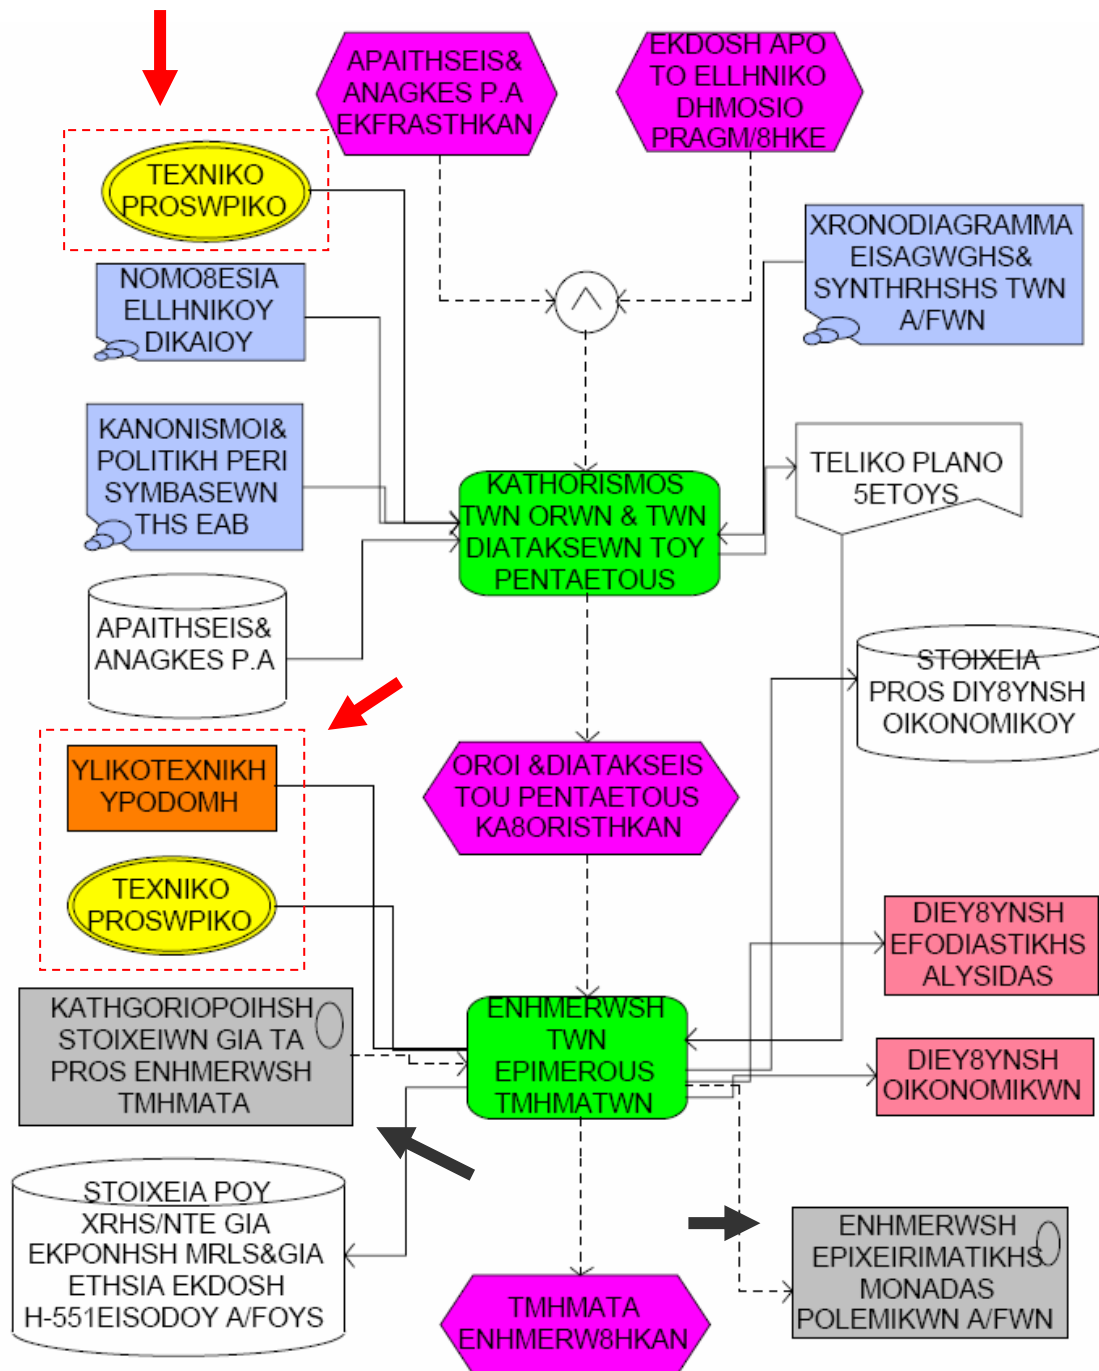 APAITHSEIS&
ANAGKES P.A
EKFRASTHKAN
EKDOSH APO
TO ELLHNIKO
DHMOSIO
PRAGM/8HKE
TEXNIKO
PROSWPIKO
NOMO8ESIA
ELLHNIKOY
DIKAIOY
XRONODIAGRAMMA
EISAGWGHS&
SYNTHRHSHS TWN
A/FWN
KANONISMOI&
POLITIKH PERI
SYMBASEWN
THS EAB
KATHORISMOS
TWN ORWN & TWN
DIATAKSEWN TOY
PENTAETOUS
TELIKO PLANO
5ETOYS
APAITHSEIS&
ANAGKES P.A
STOIXEIA
PROS DIY8YNSH
OIKONOMIKOY
YLIKOTEXNIKH
YPODOMH
OROI &DIATAKSEIS
TOU PENTAETOUS
KA8ORISTHKAN
TEXNIKO
PROSWPIKO
DIEY8YNSH
EFODIASTIKHS
ALYSIDAS
KATHGORIOPOIHSH
STOIXEIWN GIA TA
PROS ENHMERWSH
TMHMATA
ENHMERWSH
TWN
EPIMEROUS
TMHMATWN
DIEY8YNSH
OIKONOMIKWN
STOIXEIA POY
XRHS/NTE GIA
EKPONHSH MRLS&GIA
ETHSIA EKDOSH
H-551EISODOY A/FOYS
TMHMATA
ENHMERW8HKAN
ENHMERWSH
EPIXEIRIMATIKHS
MONADAS
POLEMIKWN A/FWN